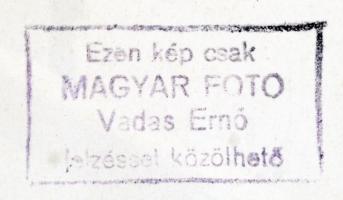 Ezen kép csak
MAGYAR FOTO
Vadas Ernő
jelzéssel közölhető